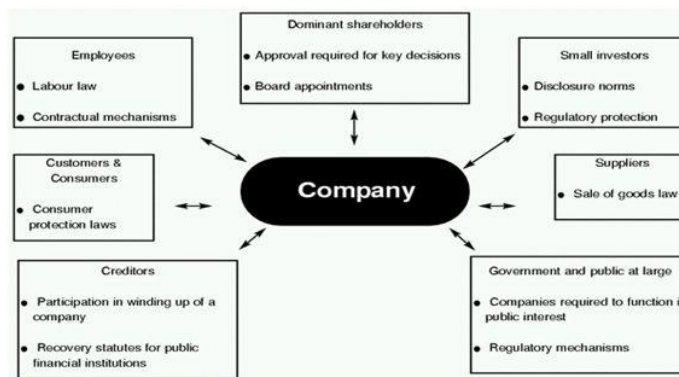 Dominant shareholders
● Approval required for key decisions
● Board appointments
Employees
● Labour law
● Contractual mechanisms
Small investors
● Disclosure norms
● Regulatory protection
Customers &
Consumers
● Consumer
protection laws
Company
Suppliers
● Sale of goods law
Creditors
● Participation in winding up of a
company
● Recovery statutes for public
financial institutions
Government and public at large
● Companies required to function i
public interest
● Regulatory mechanisms